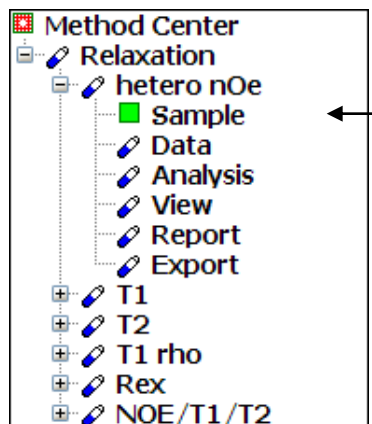 Method Center
Relaxation
hetero nOe
Sample
Data
Analysis
View
Report
Export
T1
T2
T1 rho
Rex
NOE/T1/T2